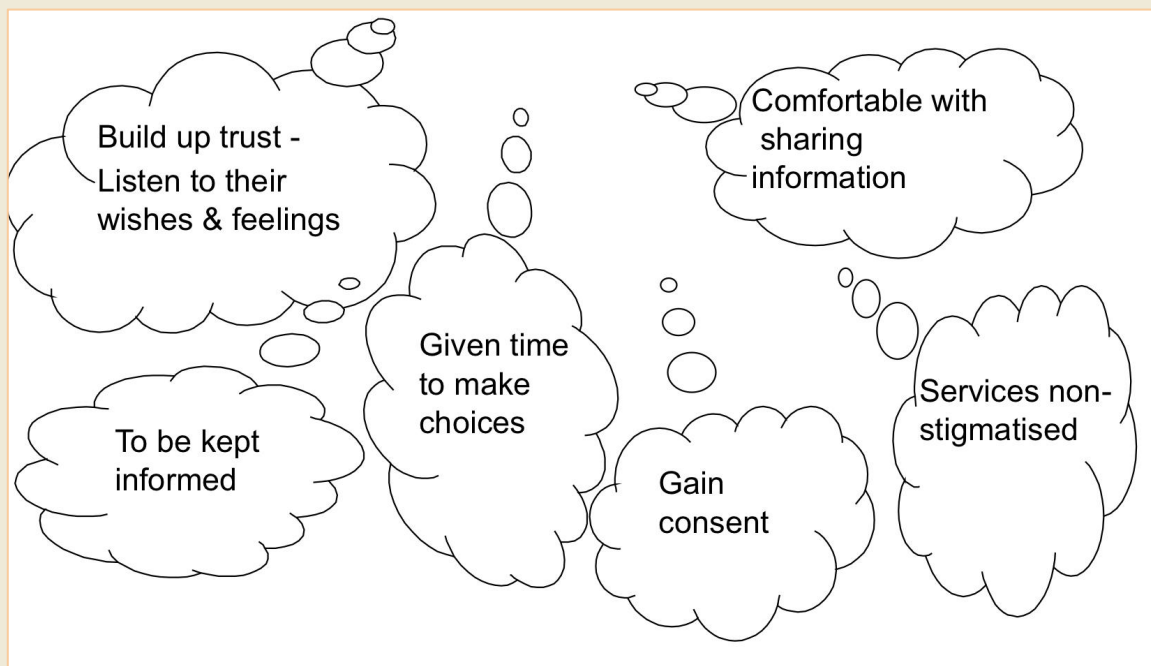 Build up trust -
Listen to their
wishes & feelings
Comfortable with
sharing
information
Given time
to make
choices
To be kept
informed
Gain
consent
Services non-
stigmatised